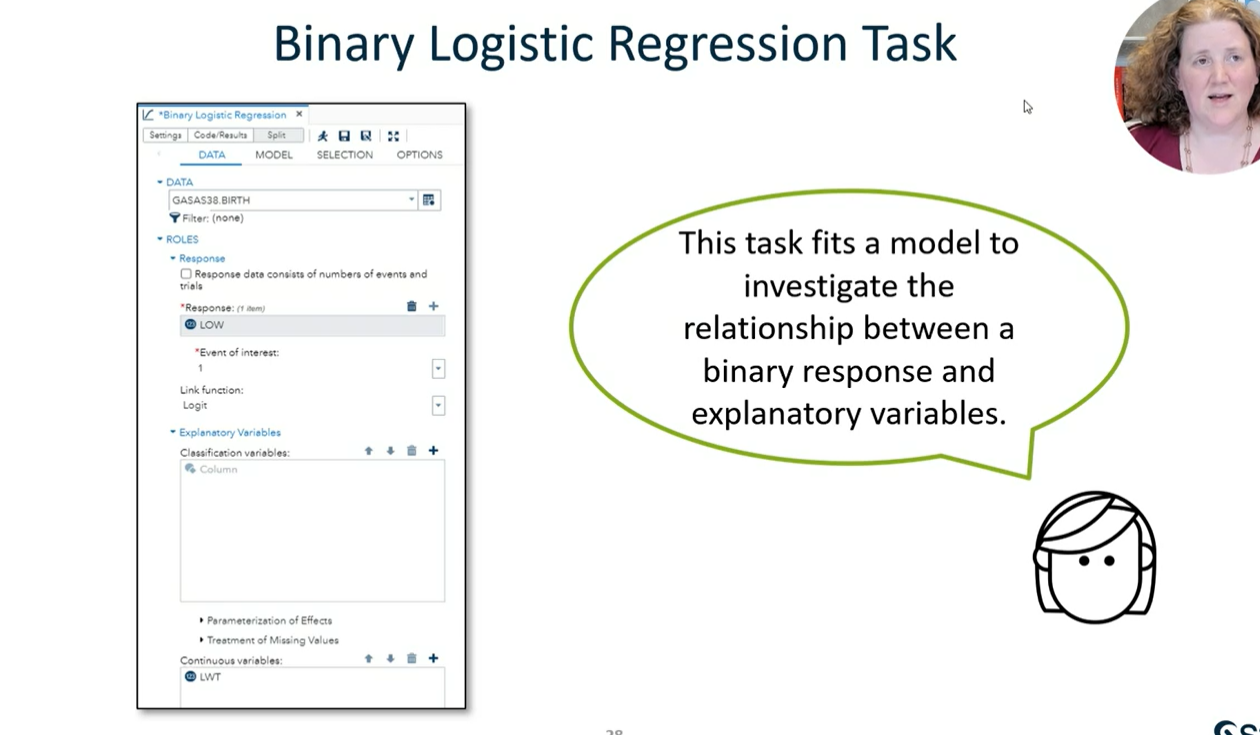 Binary Logistic Regression Task
*Binary Logistic Regression ×
Settings Code/Results Split
DATA MODEL SELECTION OPTIONS
DATA
GASAS38.BIRTH
Filter: (none)
ROLES
Response
Response data consists of numbers of events and
trials
*Response: (1 item)
LOW
*Event of interest:
1
Link function:
Logit
Explanatory Variables
Classification variables:
Column
Parameterization of Effects
Treatment of Missing Values
Continuous variables:
LWT
This task fits a model to
investigate the
relationship between a
binary response and
explanatory variables.